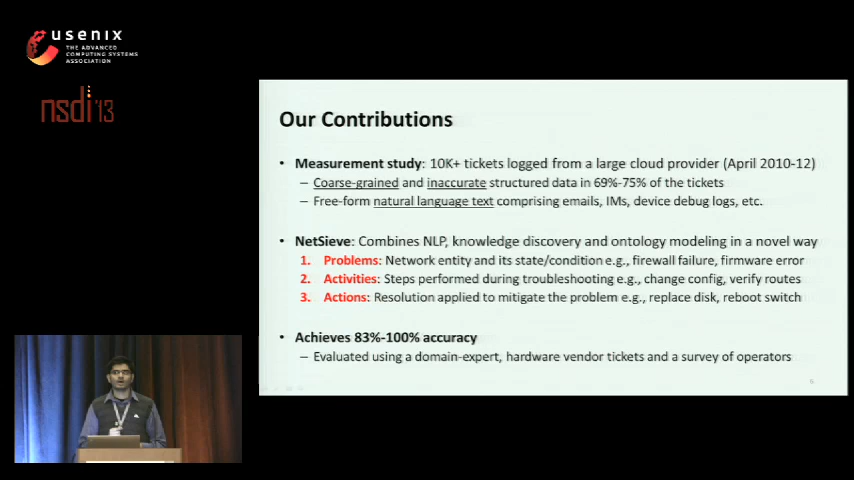 usenix
THE ADVANCED
COMPUTING SYSTEMS
ASSOCIATION
nsdi '13
Our Contributions
• Measurement study: 10K+ tickets logged from a large cloud provider (April 2010-12)
– Coarse-grained and inaccurate structured data in 69%-75% of the tickets
– Free-form natural language text comprising emails, IMs, device debug logs, etc.
• NetSieve: Combines NLP, knowledge discovery and ontology modeling in a novel way
1. Problems: Network entity and its state/condition e.g., firewall failure, firmware error
2. Activities: Steps performed during troubleshooting e.g., change config, verify routes
3. Actions: Resolution applied to mitigate the problem e.g., replace disk, reboot switch
• Achieves 83%-100% accuracy
– Evaluated using a domain-expert, hardware vendor tickets and a survey of operators